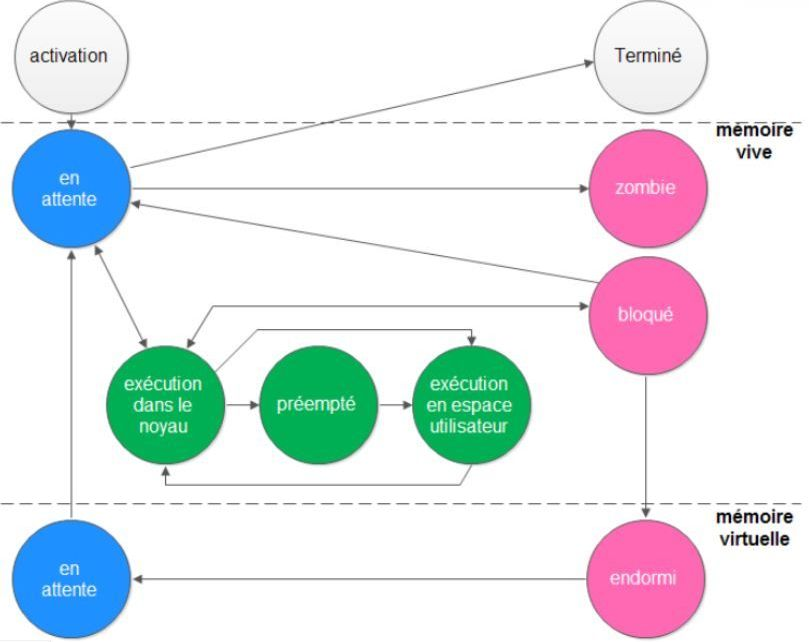 activation
Terminé
mémoire
vive
en
attente
zombie
bloqué
exécution
dans le
noyau
préempté
exécution
en espace
utilisateur
mémoire
virtuelle
en
attente
endormi